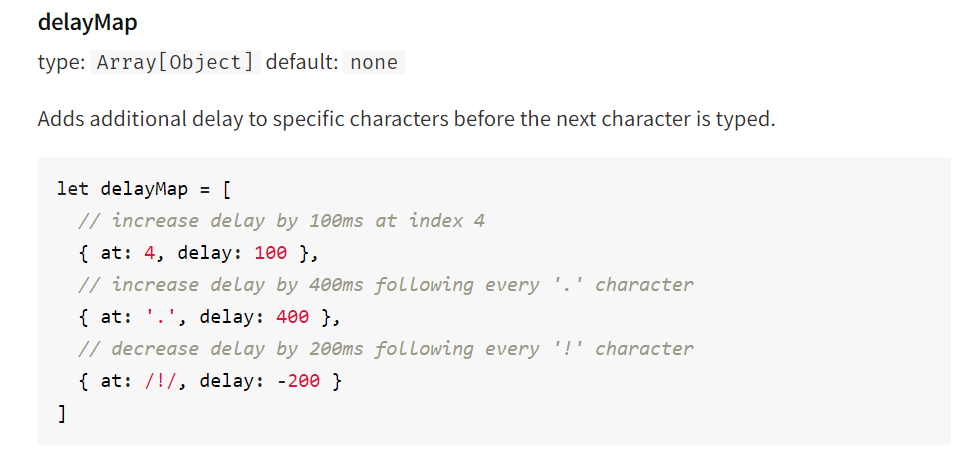 delayMap
type: Array[Object] default: none
Adds additional delay to specific characters before the next character is typed.
let delayMap = [
  // increase delay by 100ms at index 4
  { at: 4, delay: 100 },
  // increase delay by 400ms following every '.' character
  { at: '.', delay: 400 },
  // decrease delay by 200ms following every '!' character
  { at: /!/, delay: -200 }
]